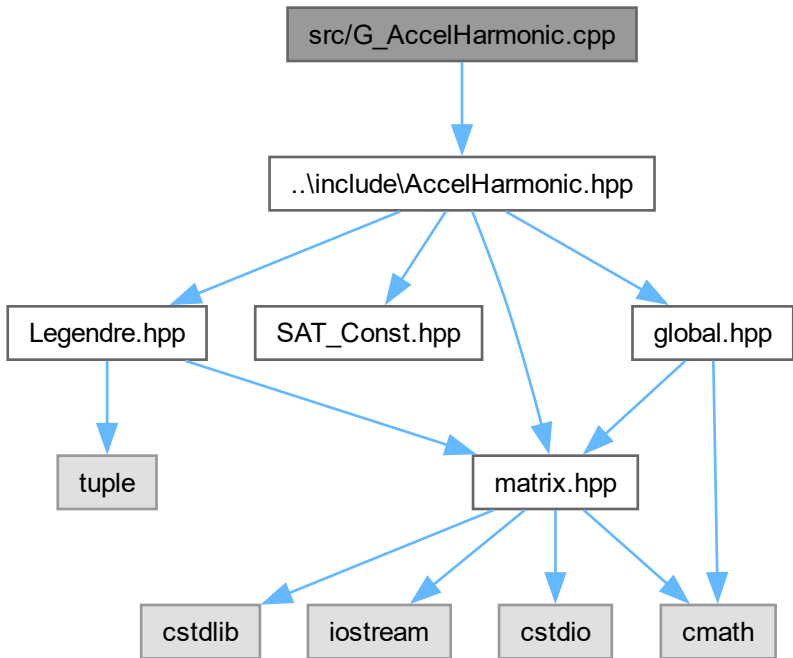 src/G_AccelHarmonic.cpp
..\include\AccelHarmonic.hpp
Legendre.hpp
SAT_Const.hpp
global.hpp
tuple
matrix.hpp
cstdlib
iostream
cstdio
cmath